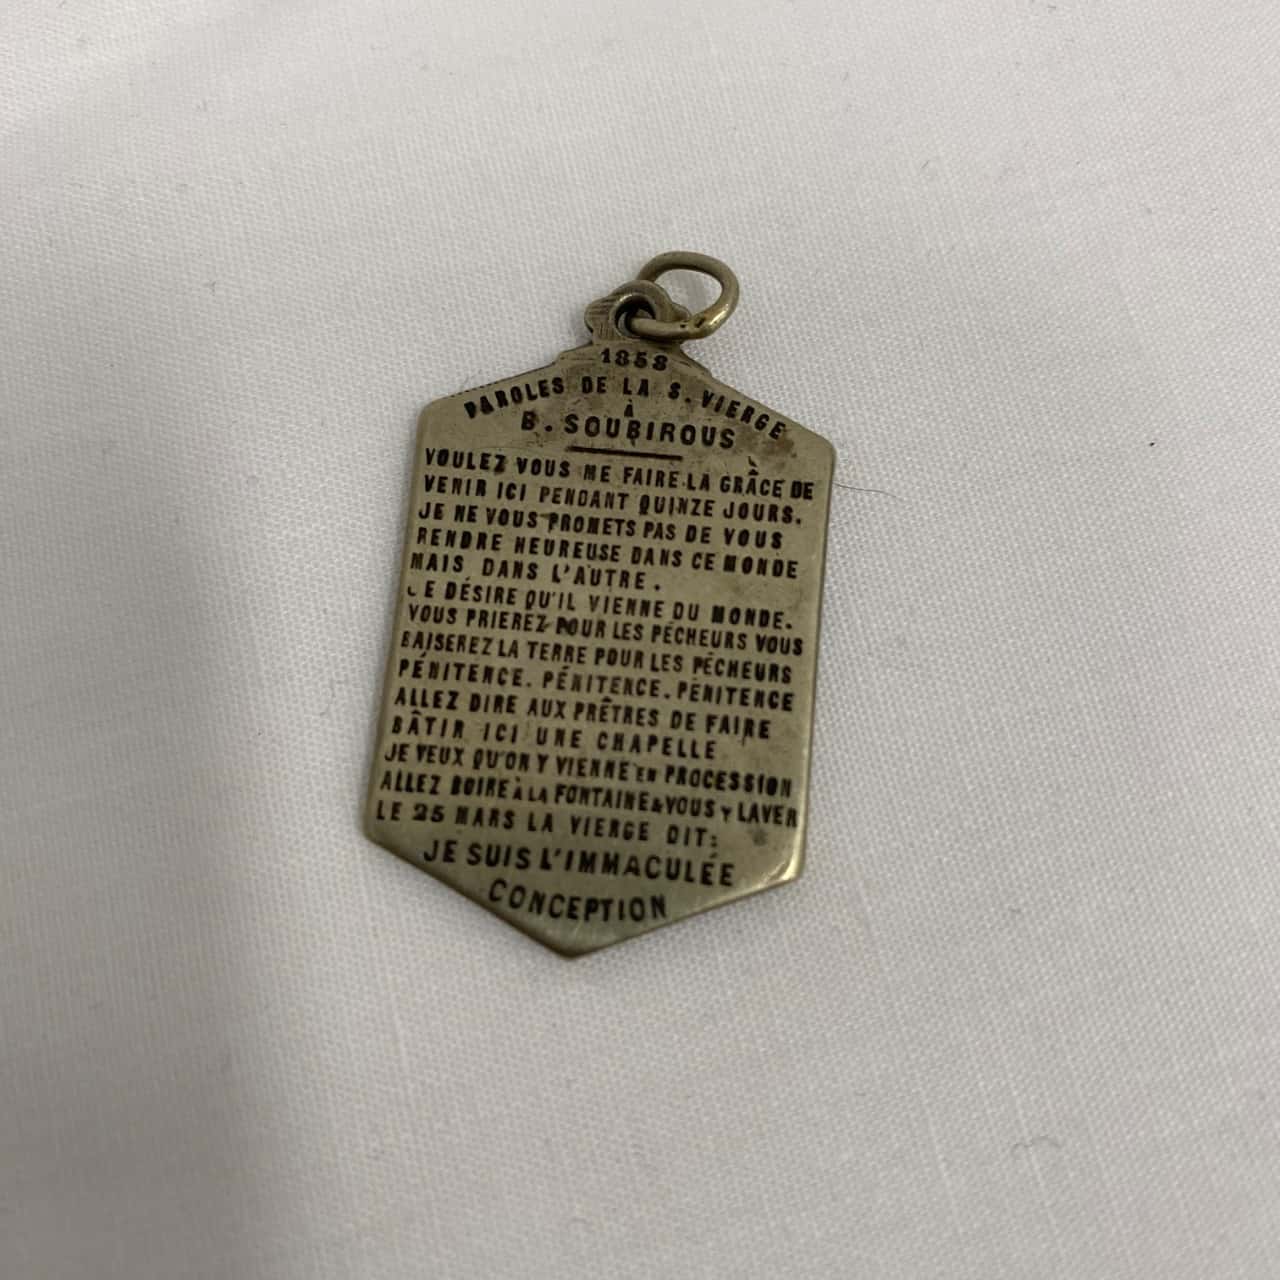 1858
PAROLES DE LA S. VIERGE
À
B. SOUBIROUS
VOULEZ VOUS ME FAIRE LA GRÂCE DE
VENIR ICI PENDANT QUINZE JOURS.
JE NE VOUS PROMETS PAS DE VOUS
RENDRE HEUREUSE DANS CE MONDE
MAIS DANS L'AUTRE.
JE DÉSIRE QU'IL VIENNE DU MONDE.
VOUS PRIEREZ POUR LES PÉCHEURS VOUS
BAISEREZ LA TERRE POUR LES PÉCHEURS
PÉNITENCE. PÉNITENCE. PÉNITENCE
ALLEZ DIRE AUX PRÊTRES DE FAIRE
BÂTIR ICI UNE CHAPELLE
JE VEUX QU'ON Y VIENNE EN PROCESSION
ALLEZ BOIRE À LA FONTAINE & VOUS Y LAVER
LE 25 MARS LA VIERGE DIT:
JE SUIS L'IMMACULÉE
CONCEPTION